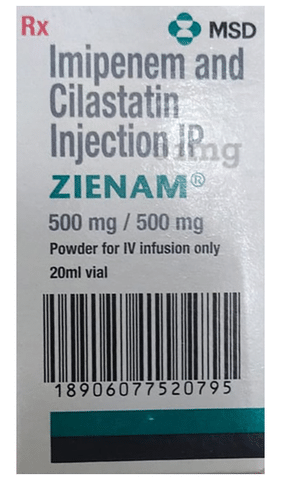 Rx
MSD
Imipenem and
Cilastatin
Injection IP
ZIENAM®
500 mg / 500 mg
Powder for IV infusion only
20ml vial
18906077520795